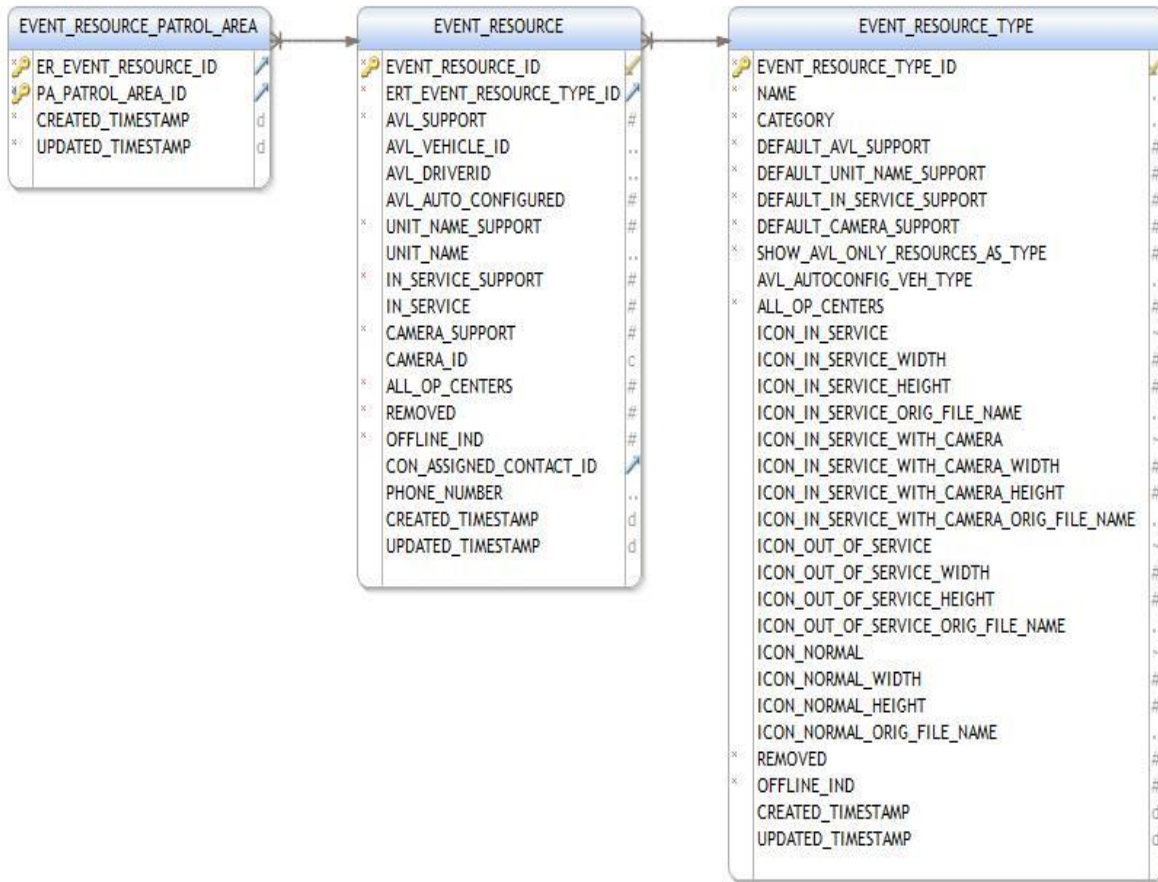 EVENT_RESOURCE_PATROL_AREA
* ER_EVENT_RESOURCE_ID
* PA_PATROL_AREA_ID
* CREATED_TIMESTAMP d
* UPDATED_TIMESTAMP d
EVENT_RESOURCE
* EVENT_RESOURCE_ID
* ERT_EVENT_RESOURCE_TYPE_ID
* AVL_SUPPORT #
AVL_VEHICLE_ID ..
AVL_DRIVERID ..
AVL_AUTO_CONFIGURED #
* UNIT_NAME_SUPPORT #
UNIT_NAME ..
* IN_SERVICE_SUPPORT #
IN_SERVICE #
* CAMERA_SUPPORT #
CAMERA_ID c
* ALL_OP_CENTERS #
* REMOVED #
* OFFLINE_IND #
CON_ASSIGNED_CONTACT_ID
PHONE_NUMBER ..
CREATED_TIMESTAMP d
UPDATED_TIMESTAMP d
EVENT_RESOURCE_TYPE
* EVENT_RESOURCE_TYPE_ID
* NAME .
* CATEGORY .
* DEFAULT_AVL_SUPPORT #
* DEFAULT_UNIT_NAME_SUPPORT #
* DEFAULT_IN_SERVICE_SUPPORT #
* DEFAULT_CAMERA_SUPPORT #
* SHOW_AVL_ONLY_RESOURCES_AS_TYPE #
AVL_AUTOCONFIG_VEH_TYPE .
* ALL_OP_CENTERS #
ICON_IN_SERVICE ~
ICON_IN_SERVICE_WIDTH #
ICON_IN_SERVICE_HEIGHT #
ICON_IN_SERVICE_ORIG_FILE_NAME .
ICON_IN_SERVICE_WITH_CAMERA ~
ICON_IN_SERVICE_WITH_CAMERA_WIDTH #
ICON_IN_SERVICE_WITH_CAMERA_HEIGHT #
ICON_IN_SERVICE_WITH_CAMERA_ORIG_FILE_NAME .
ICON_OUT_OF_SERVICE ~
ICON_OUT_OF_SERVICE_WIDTH #
ICON_OUT_OF_SERVICE_HEIGHT #
ICON_OUT_OF_SERVICE_ORIG_FILE_NAME .
ICON_NORMAL ~
ICON_NORMAL_WIDTH #
ICON_NORMAL_HEIGHT #
ICON_NORMAL_ORIG_FILE_NAME .
* REMOVED #
* OFFLINE_IND #
CREATED_TIMESTAMP d
UPDATED_TIMESTAMP d